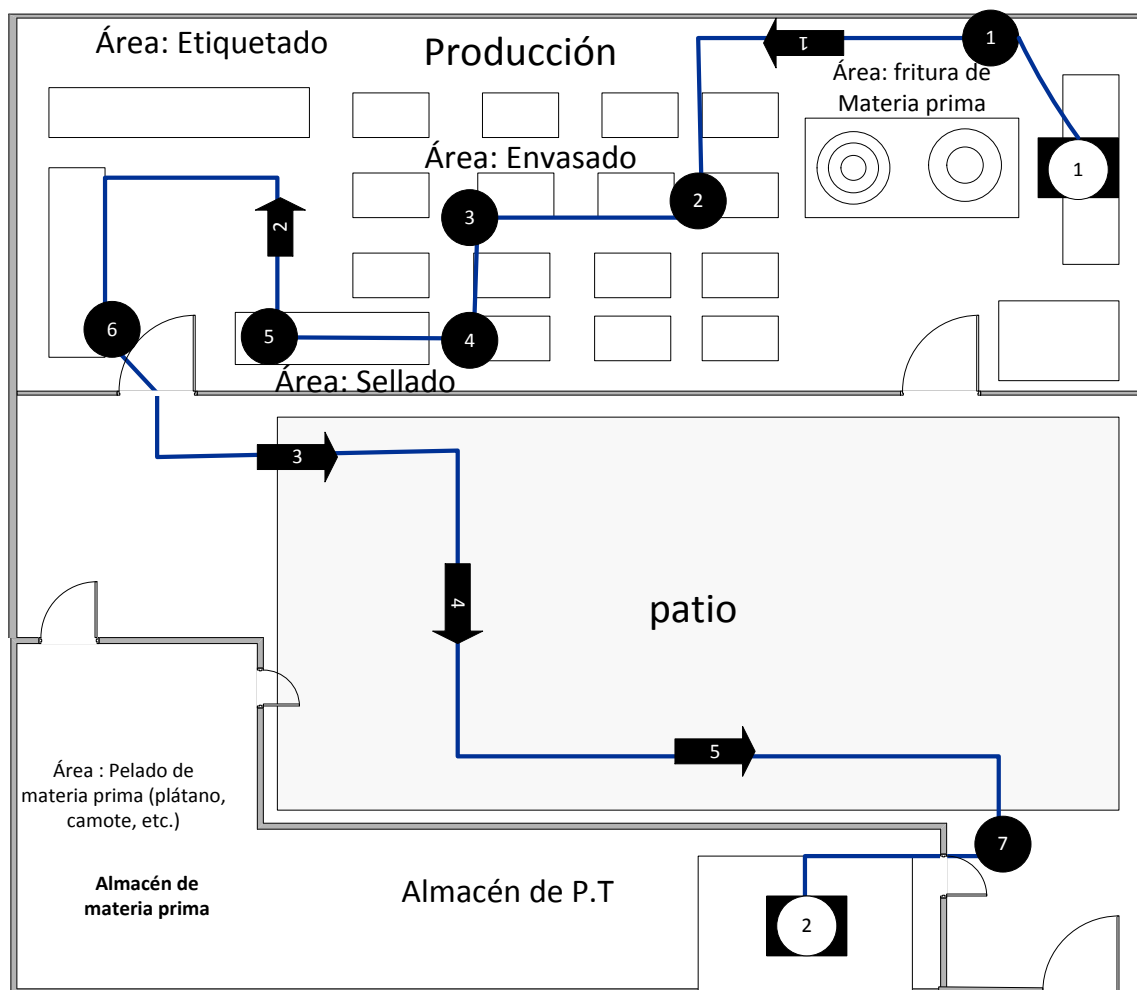 Área: Etiquetado
Producción
1
1
Área: fritura de
Materia prima
Área: Envasado
1
2
3
2
6
5
4
Área: Sellado
3
4
patio
5
Área : Pelado de
materia prima (plátano,
camote, etc.)
7
Almacén de
materia prima
Almacén de P.T
2